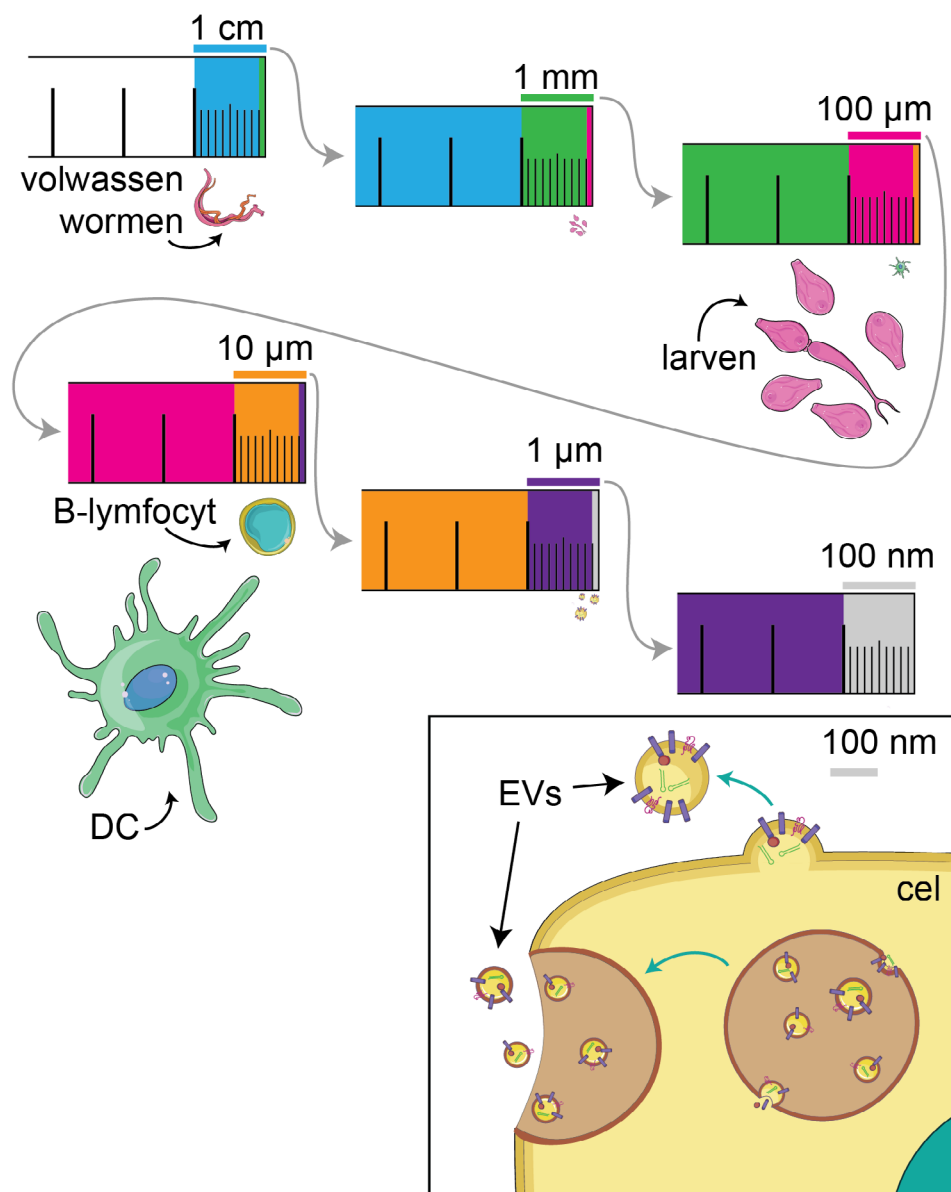 1 cm
1 mm
100 µm
volwassen
wormen
larven
10 µm
B-lymfocyt
1 µm
100 nm
DC
EVs
100 nm
cel